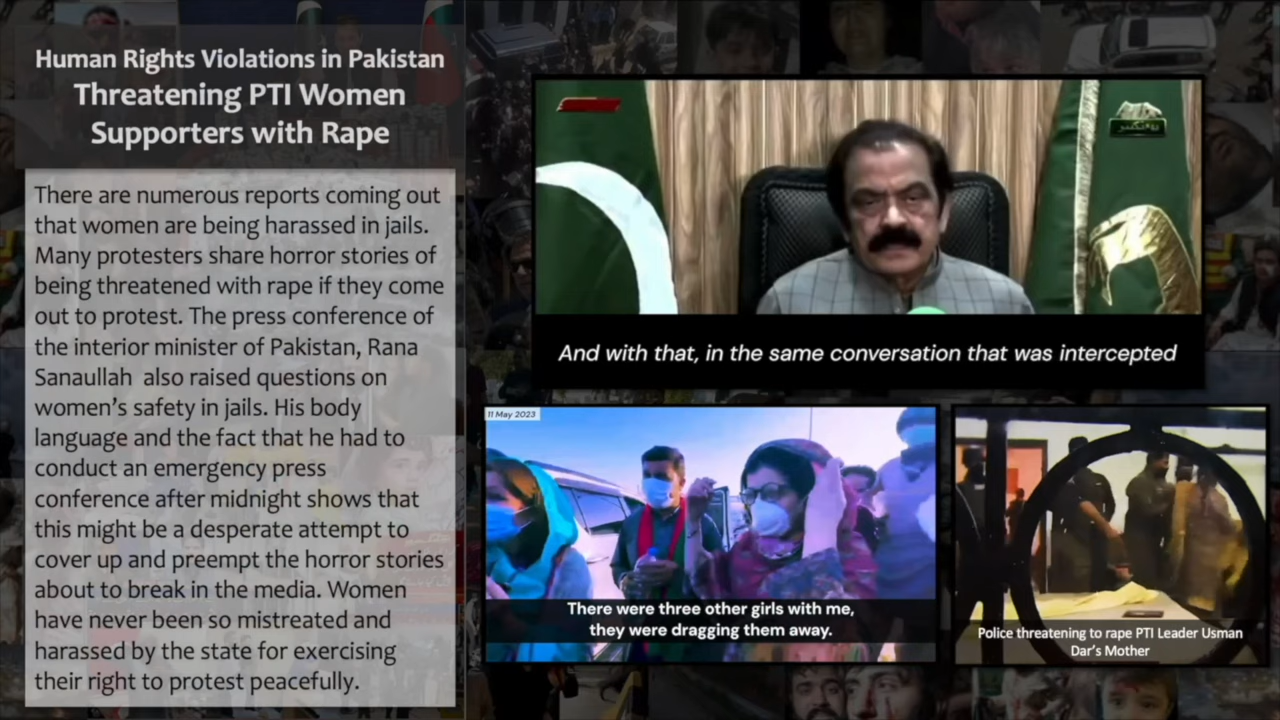 Human Rights Violations in Pakistan
Threatening PTI Women
Supporters with Rape
There are numerous reports coming out
that women are being harassed in jails.
Many protesters share horror stories of
being threatened with rape if they come
out to protest. The press conference of
the interior minister of Pakistan, Rana
Sanaullah also raised questions on
women's safety in jails. His body
language and the fact that he had to
conduct an emergency press
conference after midnight shows that
this might be a desperate attempt to
cover up and preempt the horror stories
about to break in the media. Women
have never been so mistreated and
harassed by the state for exercising
their right to protest peacefully.
And with that, in the same conversation that was intercepted
11 May 2023
There were three other girls with me,
they were dragging them away.
Police threatening to rape PTI Leader Usman
Dar's Mother